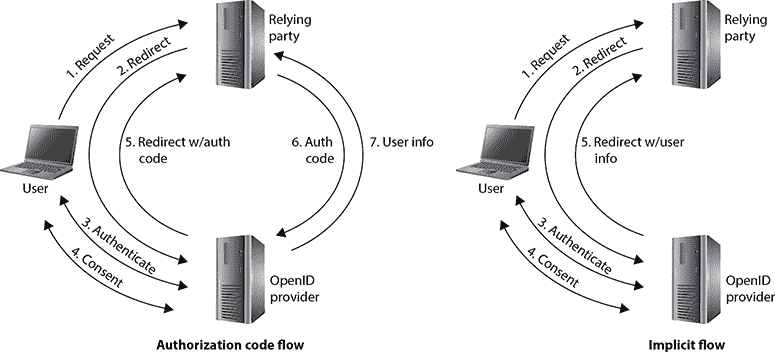 Relying
party
1. Request
2. Redirect
5. Redirect w/auth
code
6. Auth
code
7. User info
User
3. Authenticate
4. Consent
OpenID
provider
Authorization code flow
Relying
party
1. Request
2. Redirect
5. Redirect w/user
info
User
3. Authenticate
4. Consent
OpenID
provider
Implicit flow